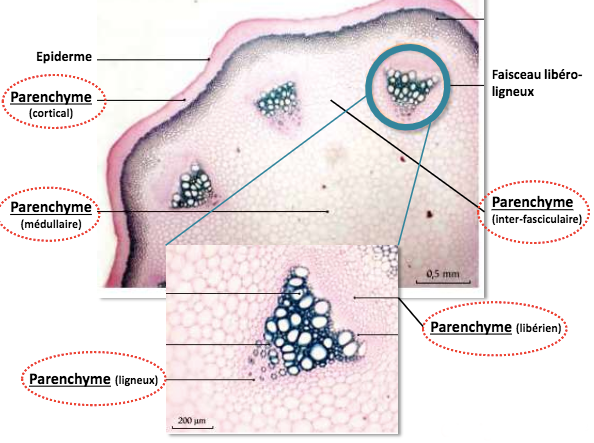 Epiderme
Parenchyme
(cortical)
Faisceau libéro-
ligneux
Parenchyme
(médullaire)
Parenchyme
(inter-fasciculaire)
0,5 mm
Parenchyme (libérien)
Parenchyme (ligneux)
200 µm